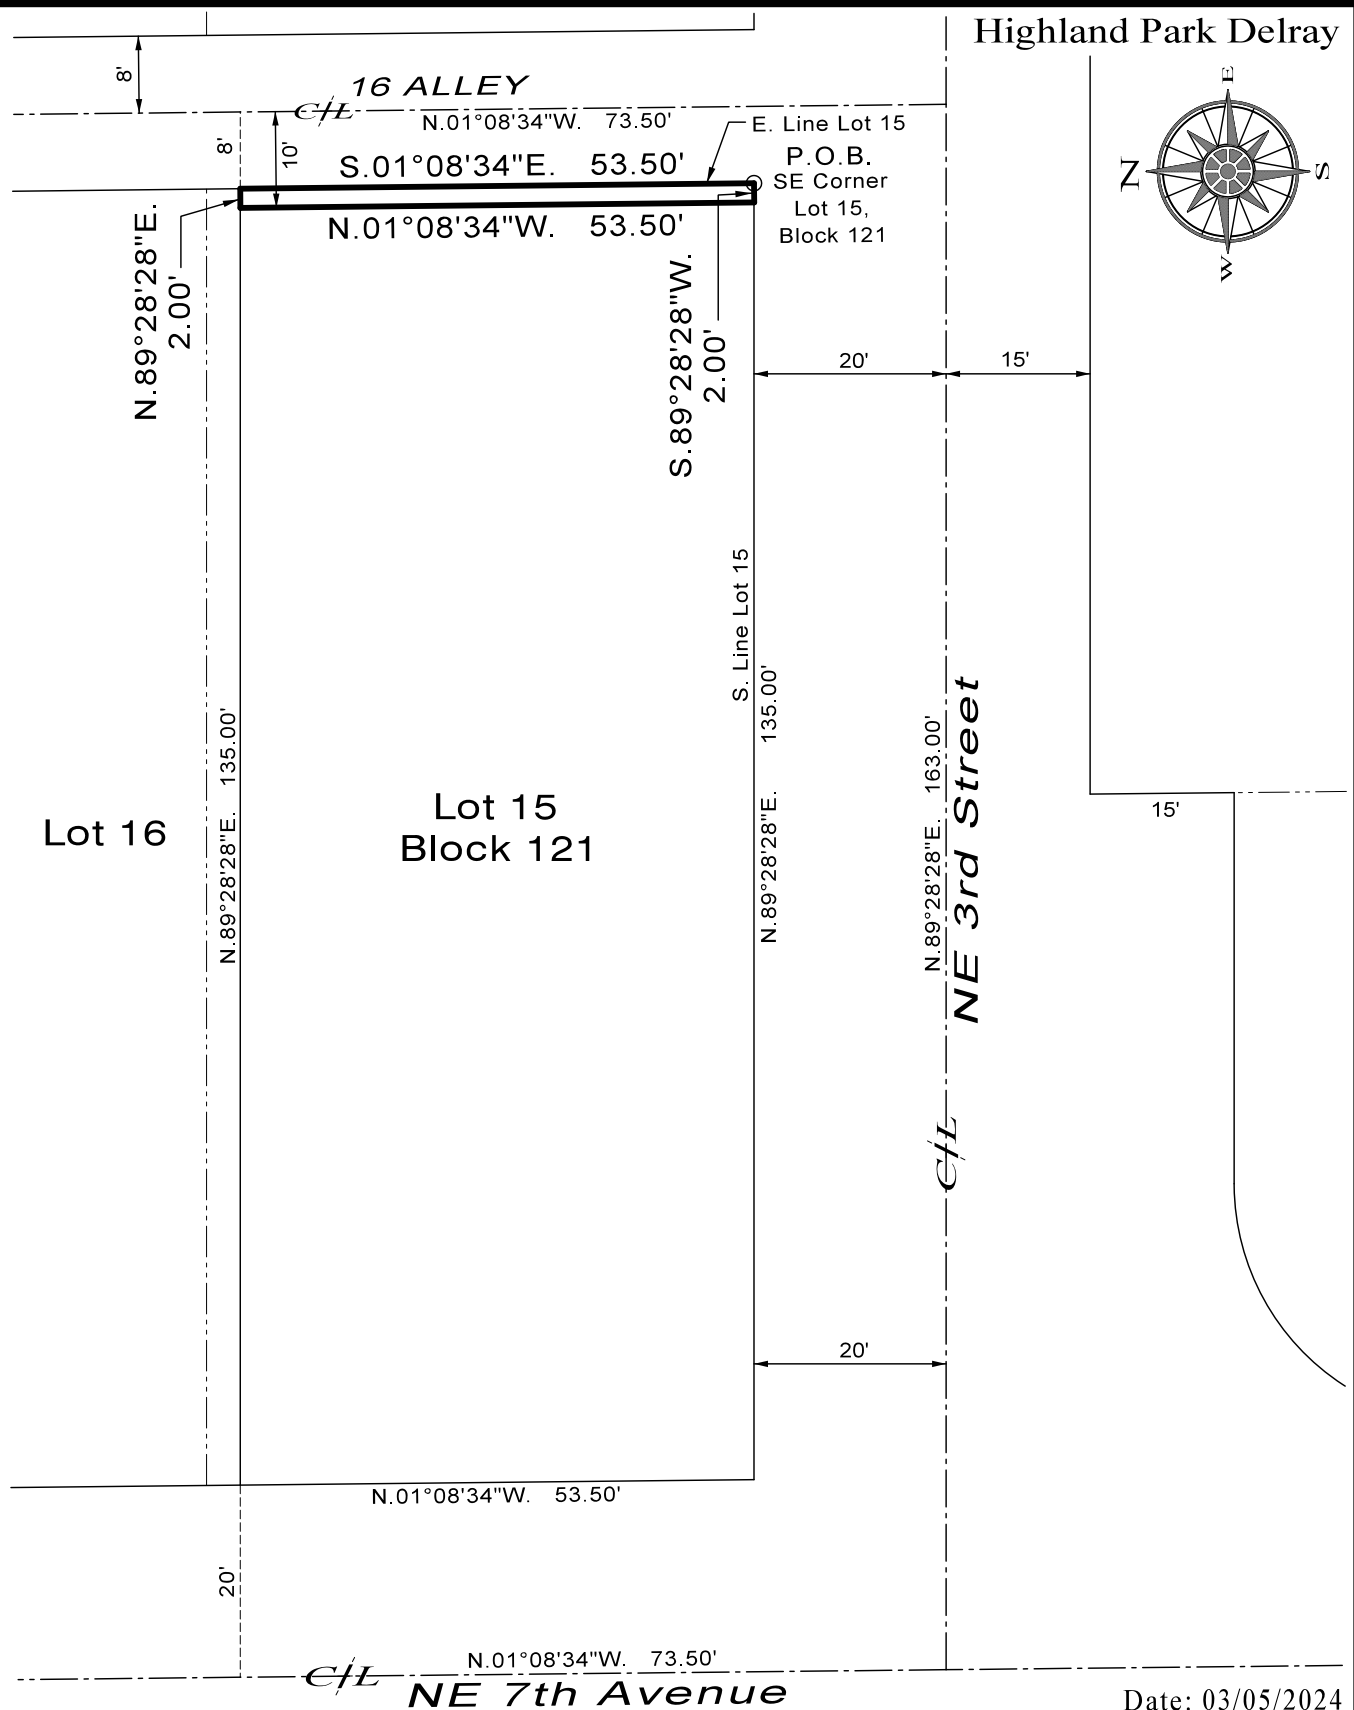 Highland Park Delray
E
N
S
W
8'
16 ALLEY
C/L
N.01°08'34"W. 73.50'
E. Line Lot 15
8'
10'
S.01°08'34"E. 53.50'
P.O.B.
SE Corner
Lot 15,
Block 121
N.01°08'34"W. 53.50'
N.89°28'28"E.
2.00'
S.89°28'28"W.
2.00'
20'
15'
S. Line Lot 15
N.89°28'28"E. 135.00'
N.89°28'28"E. 135.00'
N.89°28'28"E. 163.00'
NE 3rd Street
Lot 16
Lot 15
Block 121
15'
C/L
20'
N.01°08'34"W. 53.50'
20'
C/L
N.01°08'34"W. 73.50'
NE 7th Avenue
Date: 03/05/2024